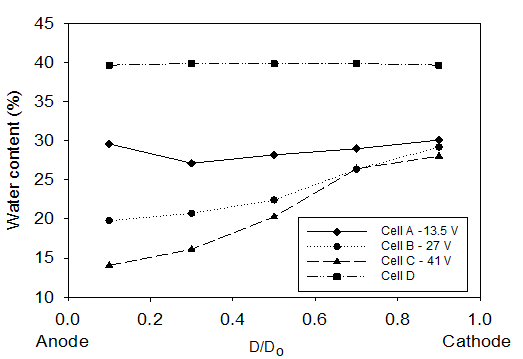 Water content (%)
45
40
35
30
25
20
15
10
Cell A -13.5 V
Cell B - 27 V
Cell C - 41 V
Cell D
0.0 0.2 0.4 0.6 0.8 1.0
Anode D/Do Cathode